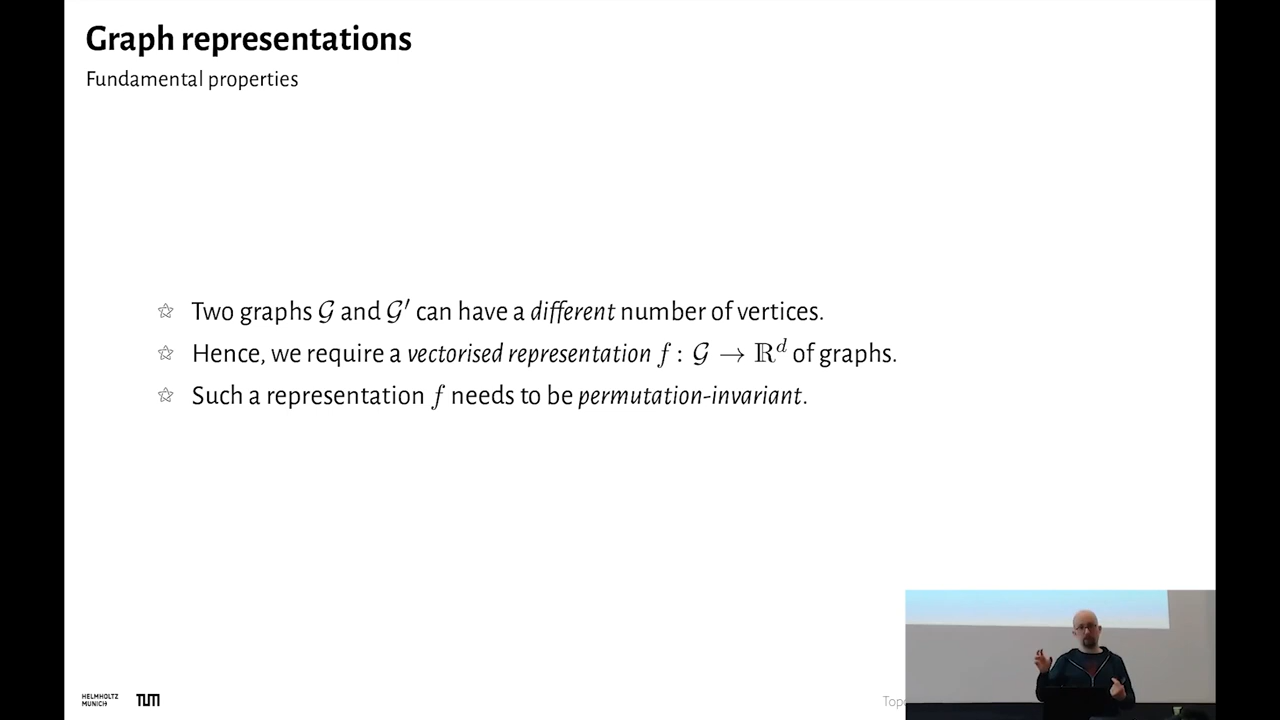 Graph representations
Fundamental properties
☆ Two graphs 𝒢 and 𝒢′ can have a different number of vertices.
☆ Hence, we require a vectorised representation f : 𝒢 → ℝᵈ of graphs.
☆ Such a representation f needs to be permutation-invariant.
HELMHOLTZ
MUNICH
TUM